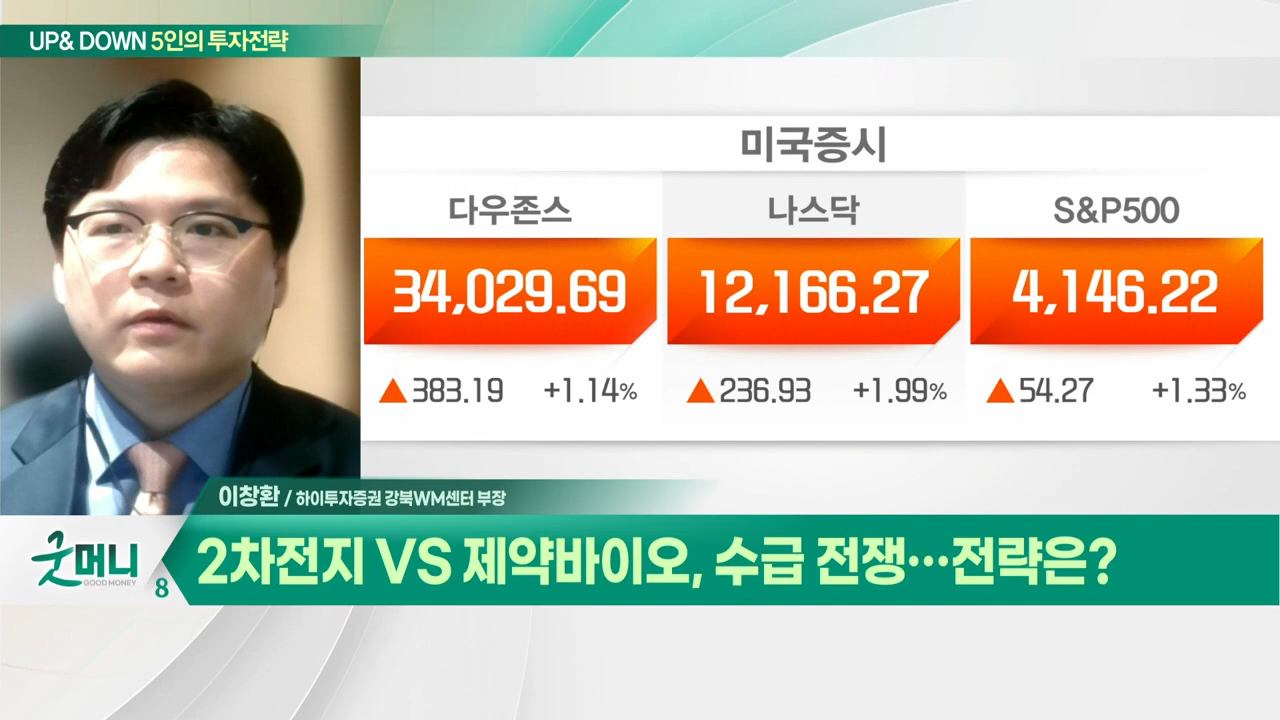 UP& DOWN 5인의 투자전략
미국증시
다우존스 나스닥 S&P500
34,029.69 12,166.27 4,146.22
▲383.19 +1.14% ▲236.93 +1.99% ▲54.27 +1.33%
이창환 / 하이투자증권 강북WM센터 부장
굿머니
GOOD MONEY
8
2차전지 VS 제약바이오, 수급 전쟁…전략은?